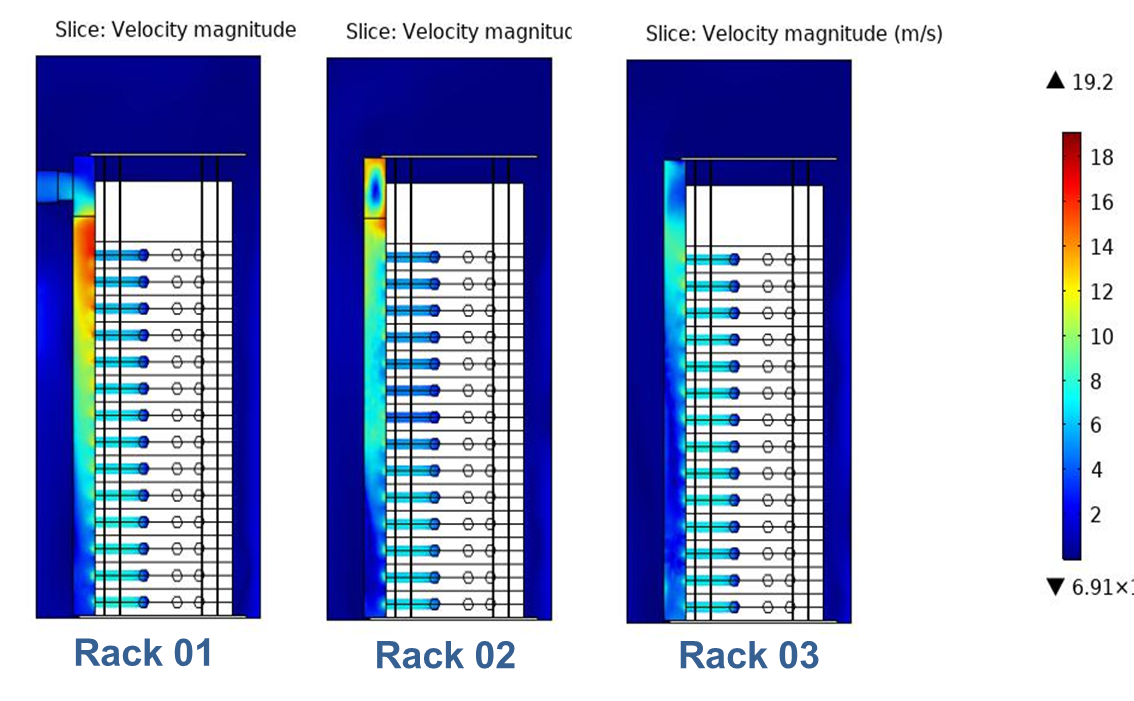 Slice: Velocity magnitude
Slice: Velocity magnitud
Slice: Velocity magnitude (m/s)
▲ 19.2
18
16
14
12
10
8
6
4
2
▼ 6.91×1
Rack 01
Rack 02
Rack 03